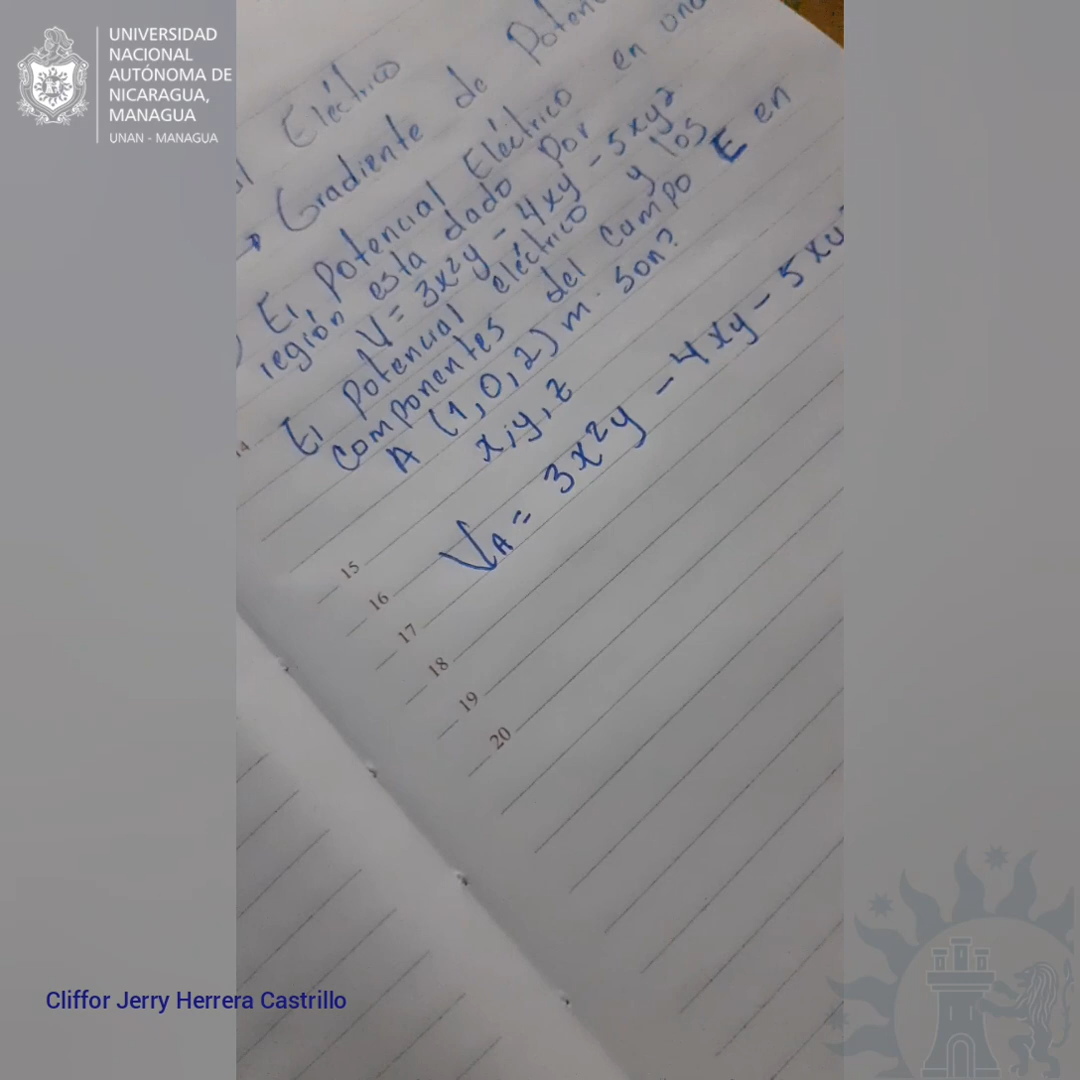 UNIVERSIDAD
NACIONAL
AUTÓNOMA DE
NICARAGUA,
MANAGUA
UNAN - MANAGUA
Eléctrico
Gradiente de
El Potencial Eléctrico en una
región esta dado por
V = 3x²y - 4xy - 5xyz
El Potencial eléctrico y los
componentes del campo E en
A (1, 0, 2) m. son?
x, y, z
V_A = 3x²y - 4xy - 5xy
14
15
16
17
18
19
20
Cliffor Jerry Herrera Castrillo